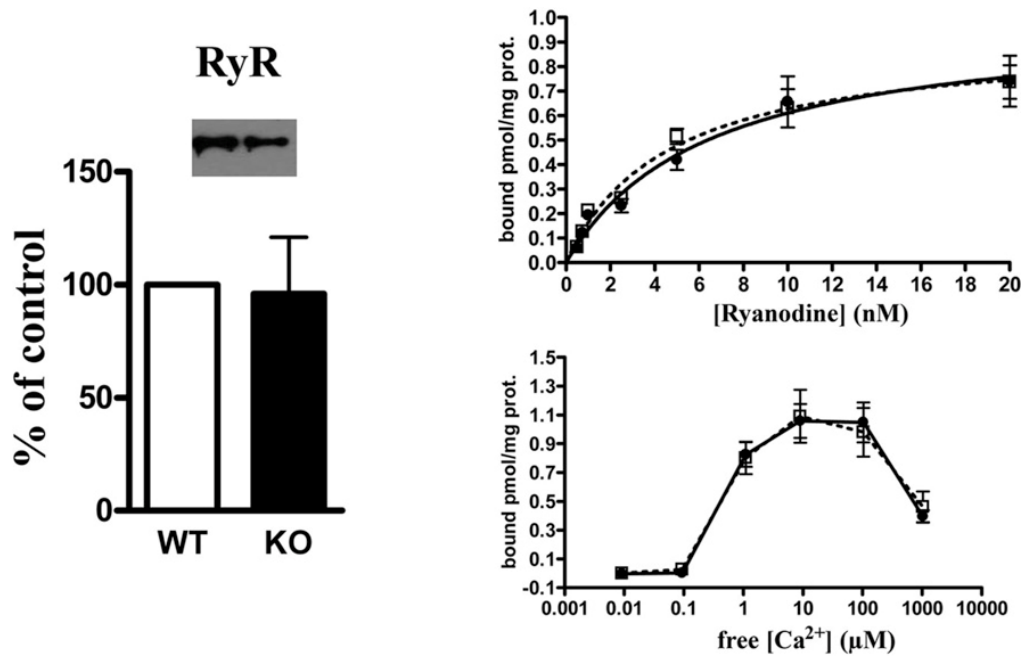 RyR
% of control
150
100
50
0
WT KO
bound pmol/mg prot.
1.0
0.9
0.8
0.7
0.6
0.5
0.4
0.3
0.2
0.1
0.0
0 2 4 6 8 10 12 14 16 18 20
[Ryanodine] (nM)
bound pmol/mg prot.
1.5
1.3
1.1
0.9
0.7
0.5
0.3
0.1
-0.1
0.001 0.01 0.1 1 10 100 1000 10000
free [Ca²⁺] (µM)